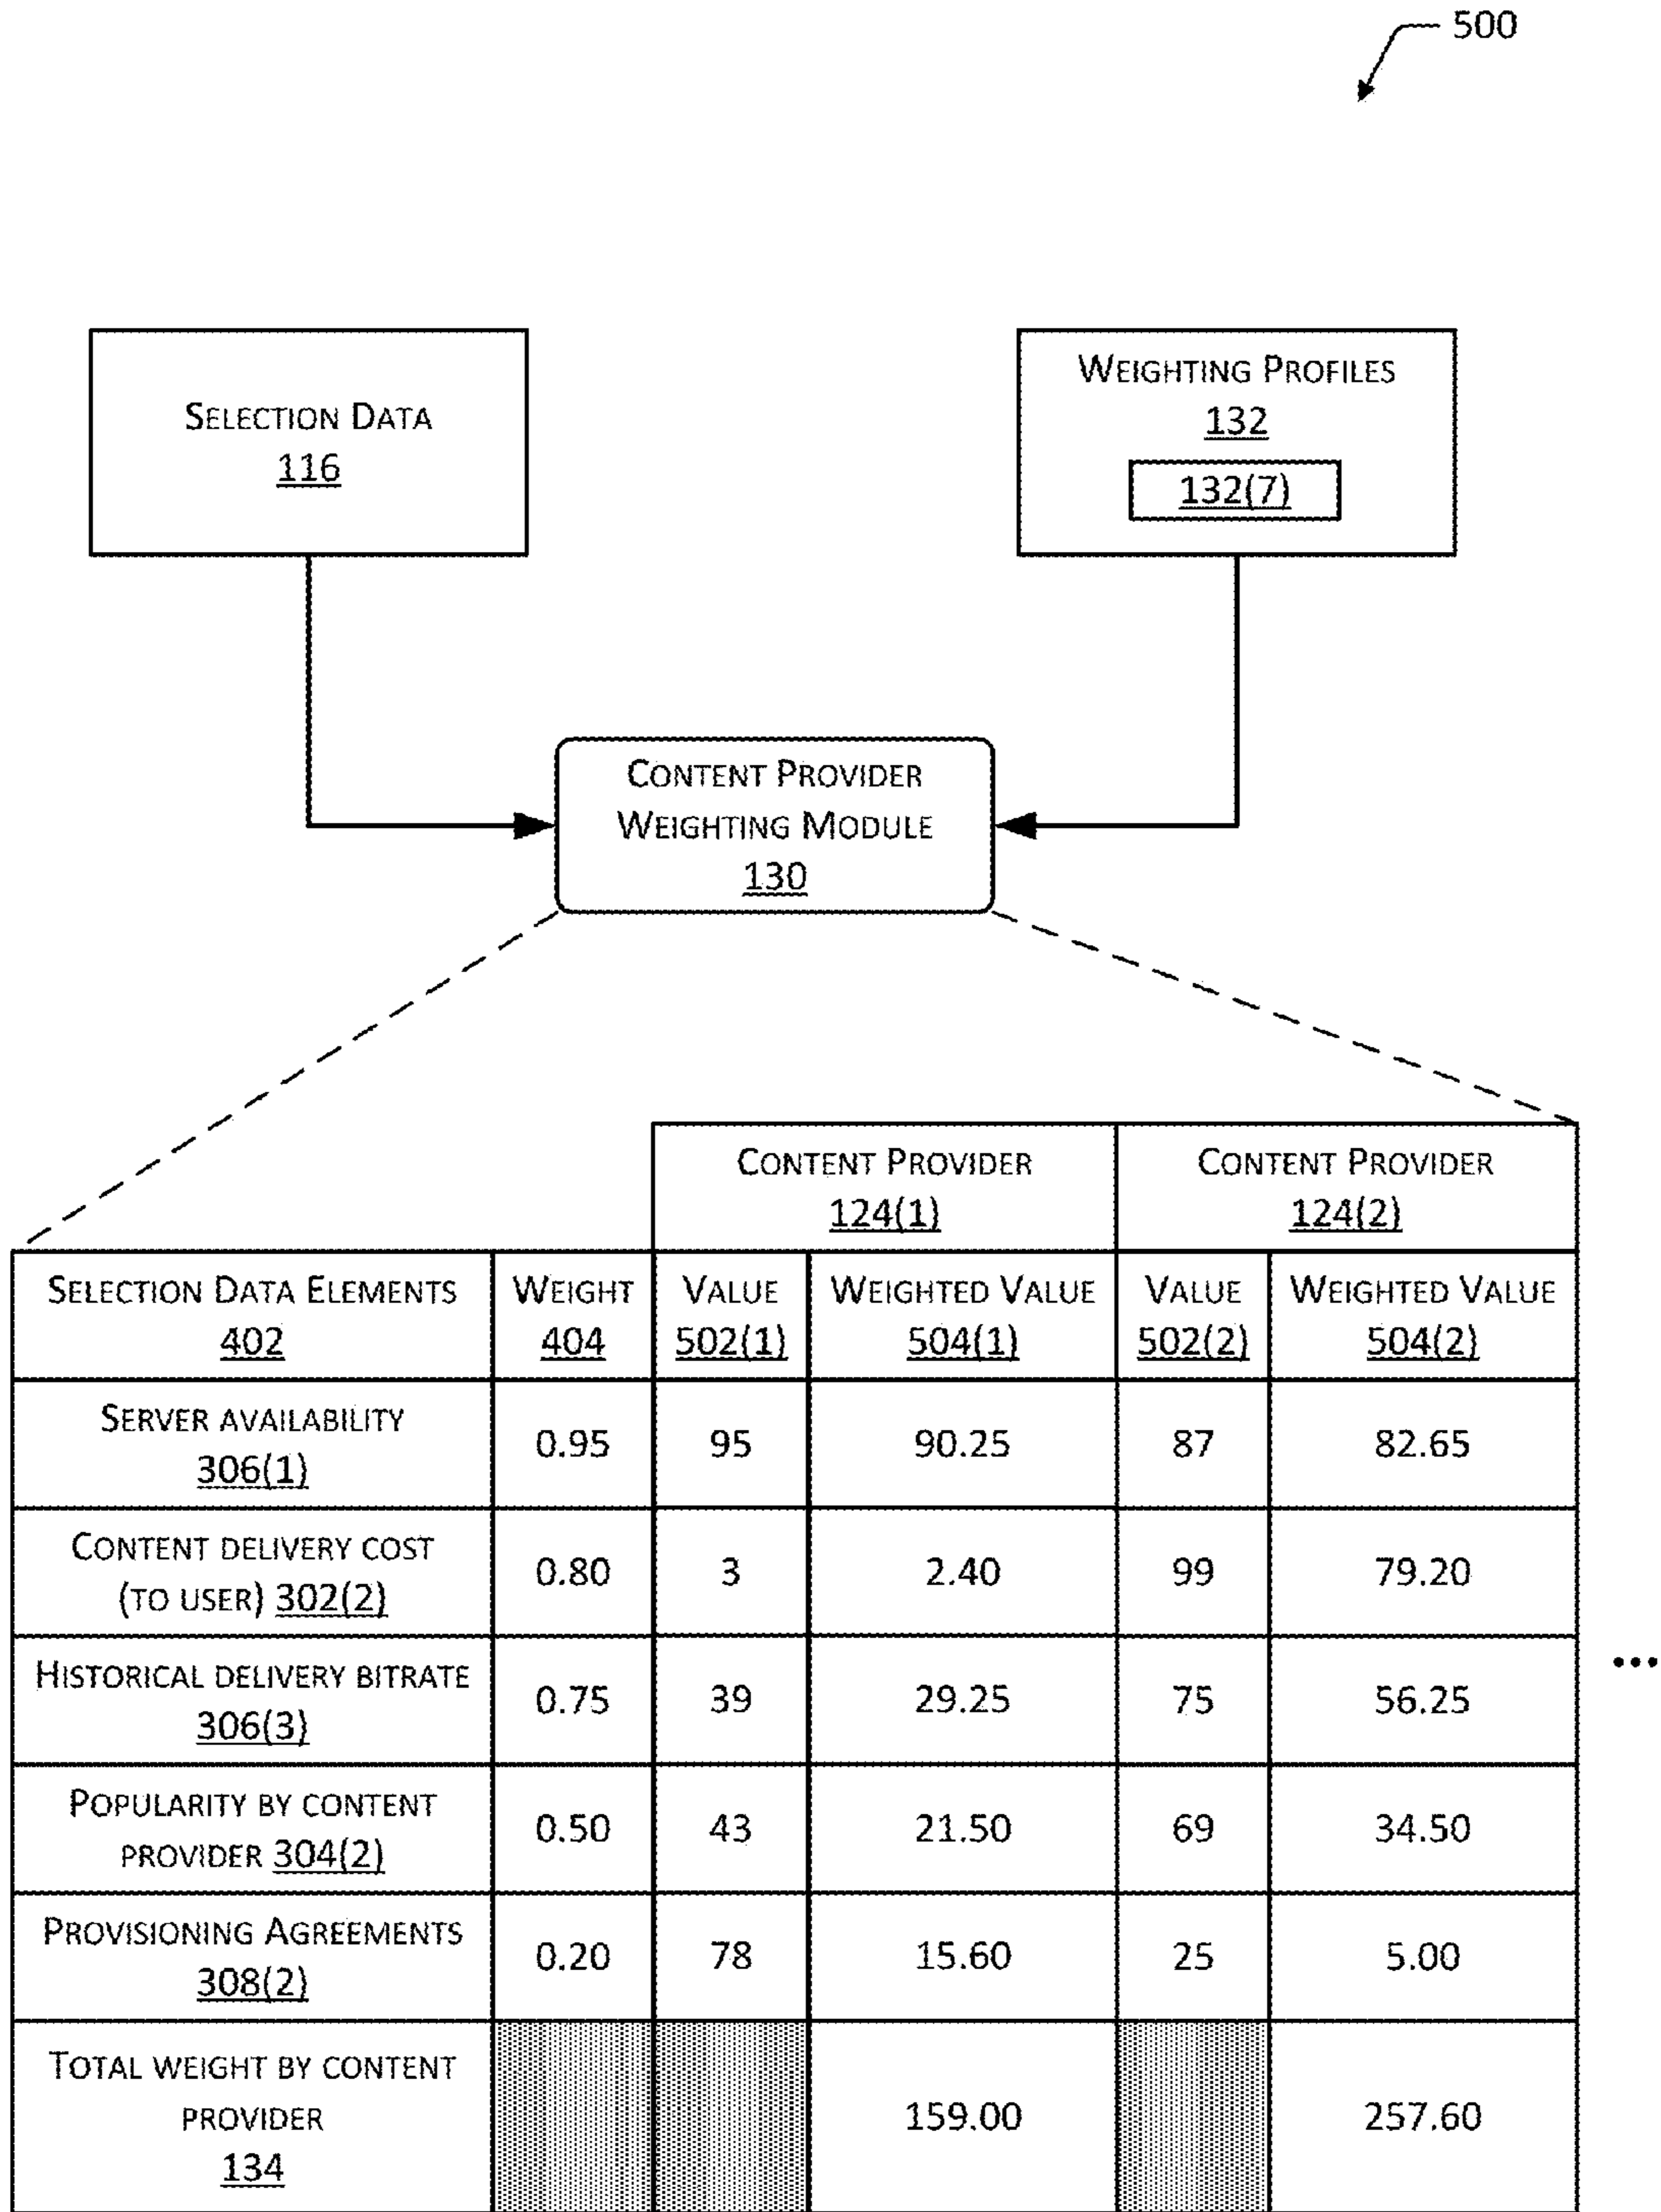 500
SELECTION DATA
116
WEIGHTING PROFILES
132
132(7)
CONTENT PROVIDER
WEIGHTING MODULE
130
CONTENT PROVIDER
124(1)
CONTENT PROVIDER
124(2)
SELECTION DATA ELEMENTS
402
WEIGHT
404
VALUE
502(1)
WEIGHTED VALUE
504(1)
VALUE
502(2)
WEIGHTED VALUE
504(2)
SERVER AVAILABILITY
306(1)
0.95
95
90.25
87
82.65
CONTENT DELIVERY COST
(TO USER) 302(2)
0.80
3
2.40
99
79.20
HISTORICAL DELIVERY BITRATE
306(3)
0.75
39
29.25
75
56.25
...
POPULARITY BY CONTENT
PROVIDER 304(2)
0.50
43
21.50
69
34.50
PROVISIONING AGREEMENTS
308(2)
0.20
78
15.60
25
5.00
TOTAL WEIGHT BY CONTENT
PROVIDER
134
159.00
257.60